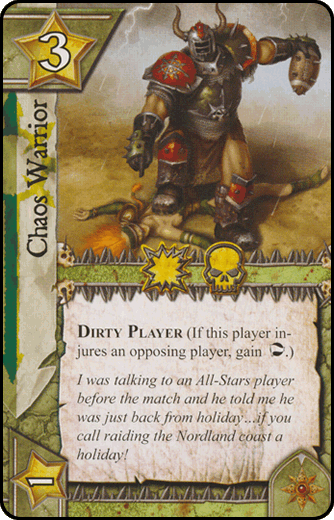 3
Chaos Warrior
DIRTY PLAYER (If this player in-
jures an opposing player, gain .)
I was talking to an All-Stars player
before the match and he told me he
was just back from holiday...if you
call raiding the Nordland coast a
holiday!
1